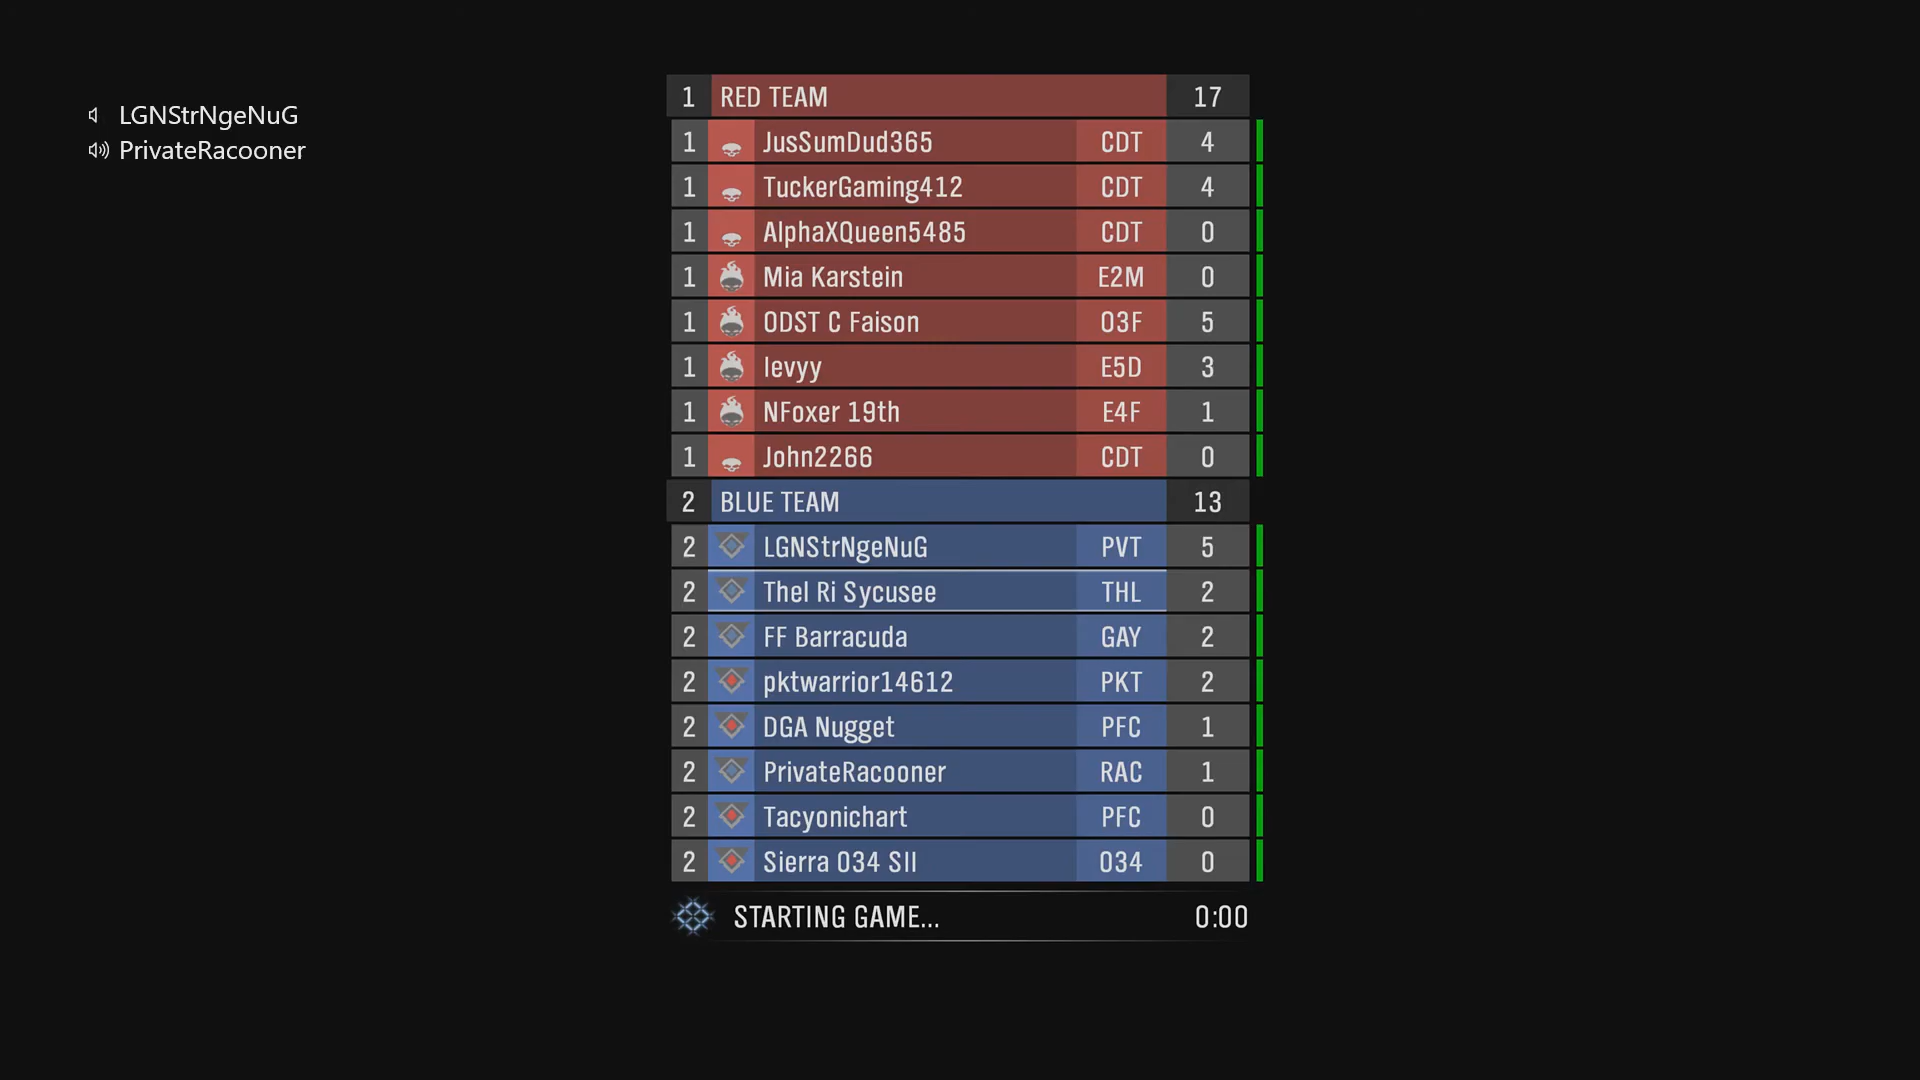 LGNStrNgeNuG
PrivateRacooner
1 RED TEAM 17
1 JusSumDud365 CDT 4
1 TuckerGaming412 CDT 4
1 AlphaXQueen5485 CDT 0
1 Mia Karstein E2M 0
1 ODST C Faison O3F 5
1 levyy E5D 3
1 NFoxer 19th E4F 1
1 John2266 CDT 0
2 BLUE TEAM 13
2 LGNStrNgeNuG PVT 5
2 Thel Ri Sycusee THL 2
2 FF Barracuda GAY 2
2 pktwarrior14612 PKT 2
2 DGA Nugget PFC 1
2 PrivateRacooner RAC 1
2 Tacyonichart PFC 0
2 Sierra 034 SII 034 0
STARTING GAME... 0:00